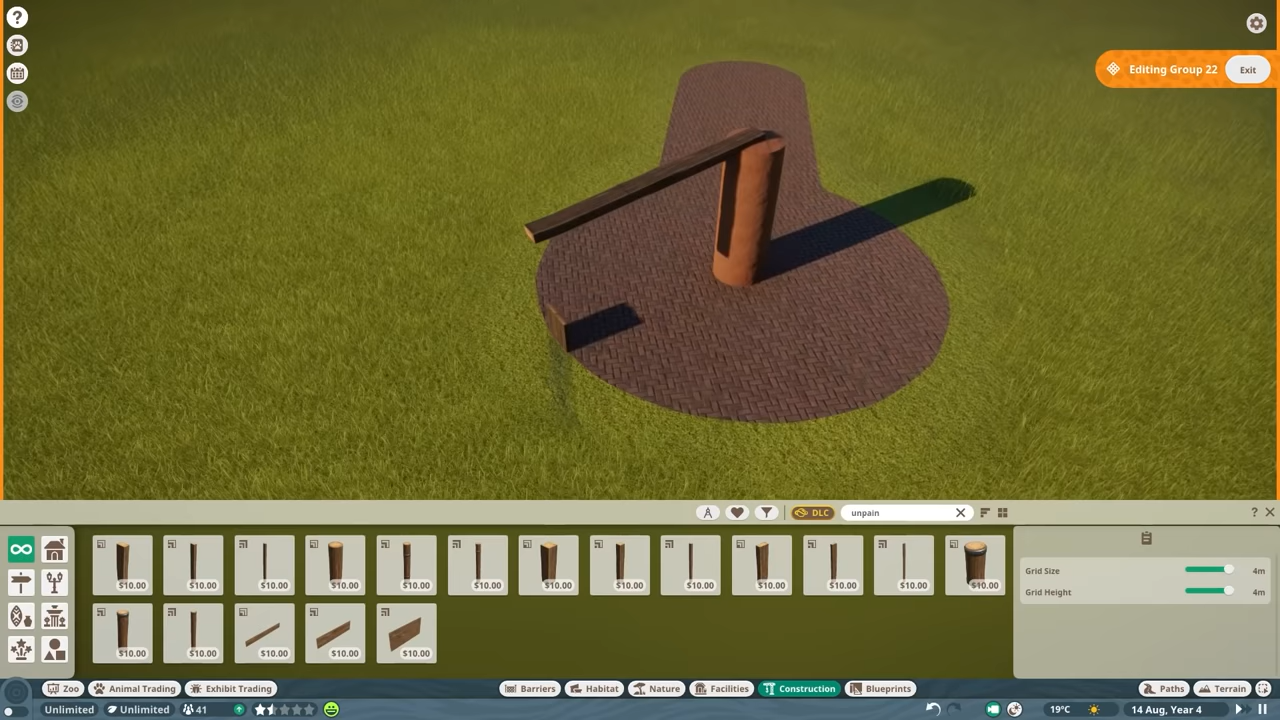 ?
Editing Group 22
Exit
DLC
unpain
?
$10.00 $10.00 $10.00 $10.00 $10.00 $10.00 $10.00 $10.00 $10.00 $10.00 $10.00 $10.00 $10.00
$10.00 $10.00 $10.00 $10.00 $10.00
Grid Size 4m
Grid Height 4m
Zoo Animal Trading Exhibit Trading Barriers Habitat Nature Facilities Construction Blueprints Paths Terrain
Unlimited Unlimited 41 19°C 14 Aug, Year 4